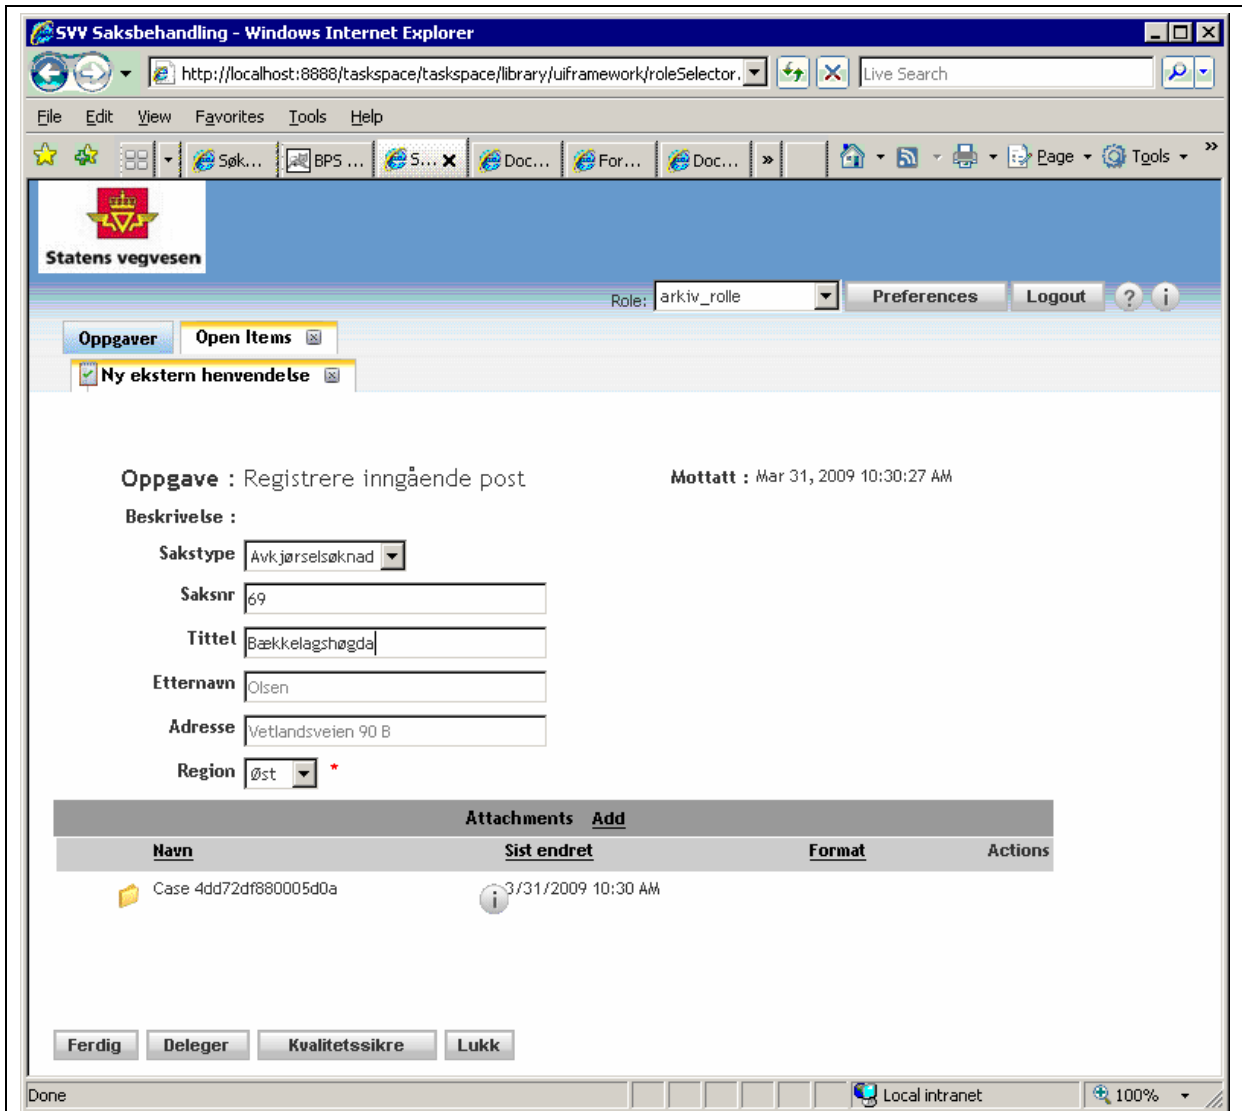 SVV Saksbehandling - Windows Internet Explorer
http://localhost:8888/taskspace/taskspace/library/uiframework/roleSelector. Live Search
File Edit View Favorites Tools Help
Søk... BPS ... S... Doc... For... Doc... » Page Tools »
Statens vegvesen
Role: arkiv_rolle Preferences Logout ? i
Oppgaver Open Items
Ny ekstern henvendelse
Oppgave : Registrere inngående post Mottatt : Mar 31, 2009 10:30:27 AM
Beskrivelse :
Sakstype Avkjørselsøknad
Saksnr 69
Tittel Bækkelagshøgda
Etternavn Olsen
Adresse Vetlandsveien 90 B
Region Øst *
Attachments Add
Navn Sist endret Format Actions
Case 4dd72df880005d0a i 3/31/2009 10:30 AM
Ferdig Deleger Kvalitetssikre Lukk
Done Local intranet 100%